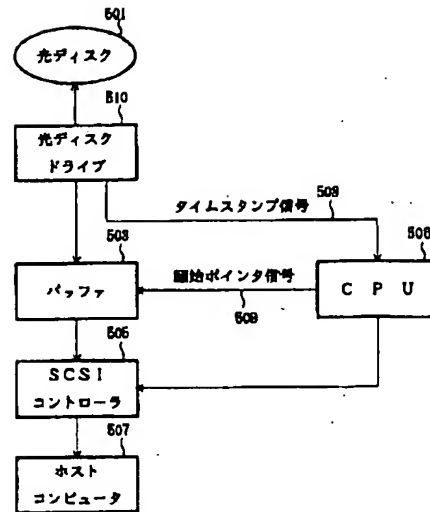 501
光ディスク
510
光ディスク
ドライブ
タイムスタンプ信号
503
バッファ
開始ポインタ信号
509
CPU
505
SCSI
コントローラ
507
ホスト
コンピュータ